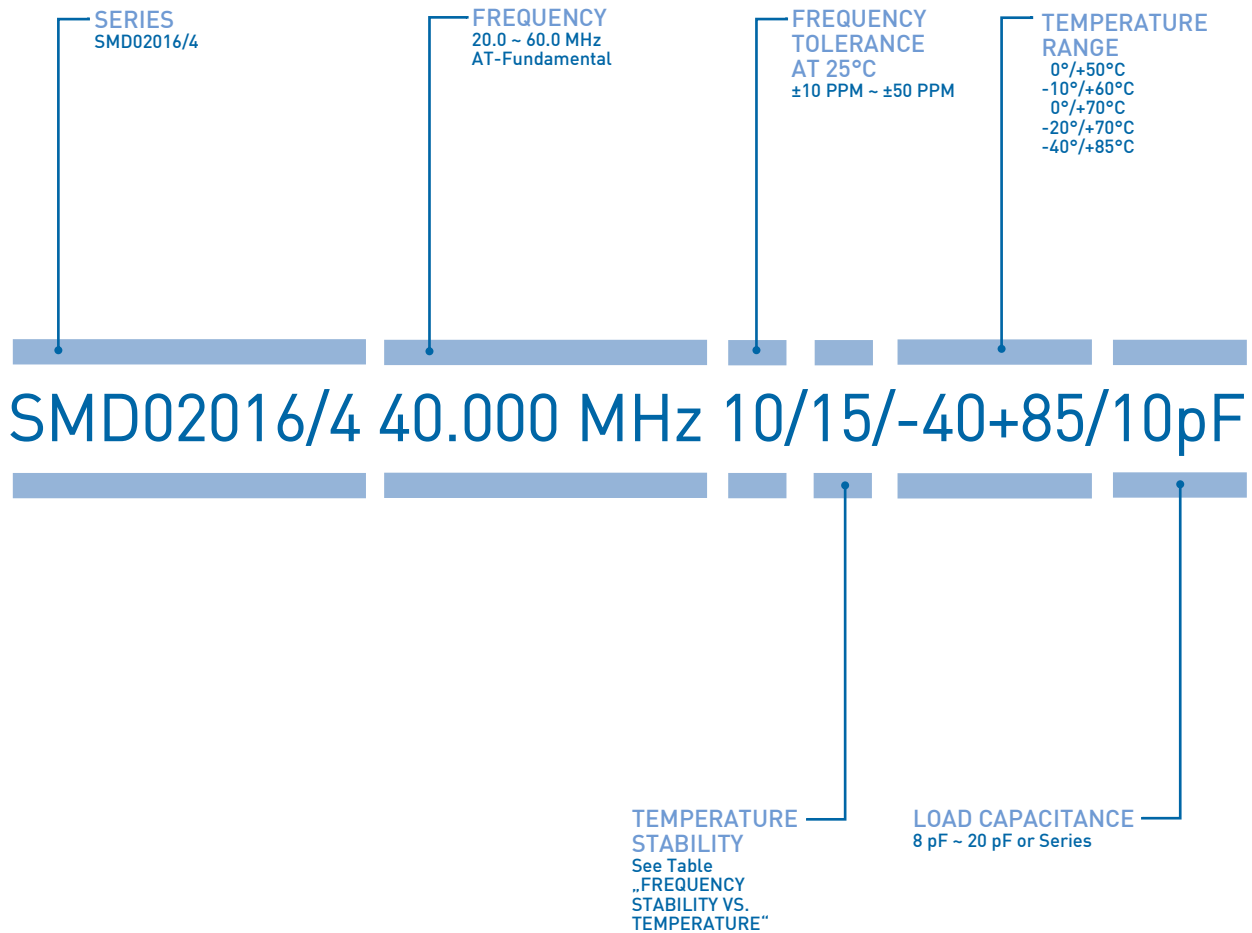 SERIES
SMD02016/4
FREQUENCY
20.0 ~ 60.0 MHz
AT-Fundamental
FREQUENCY
TOLERANCE
AT 25°C
±10 PPM ~ ±50 PPM
TEMPERATURE
RANGE
0°/+50°C
-10°/+60°C
0°/+70°C
-20°/+70°C
-40°/+85°C
SMD02016/4 40.000 MHz 10/15/-40+85/10pF
TEMPERATURE
STABILITY
See Table
„FREQUENCY
STABILITY VS.
TEMPERATURE“
LOAD CAPACITANCE
8 pF ~ 20 pF or Series